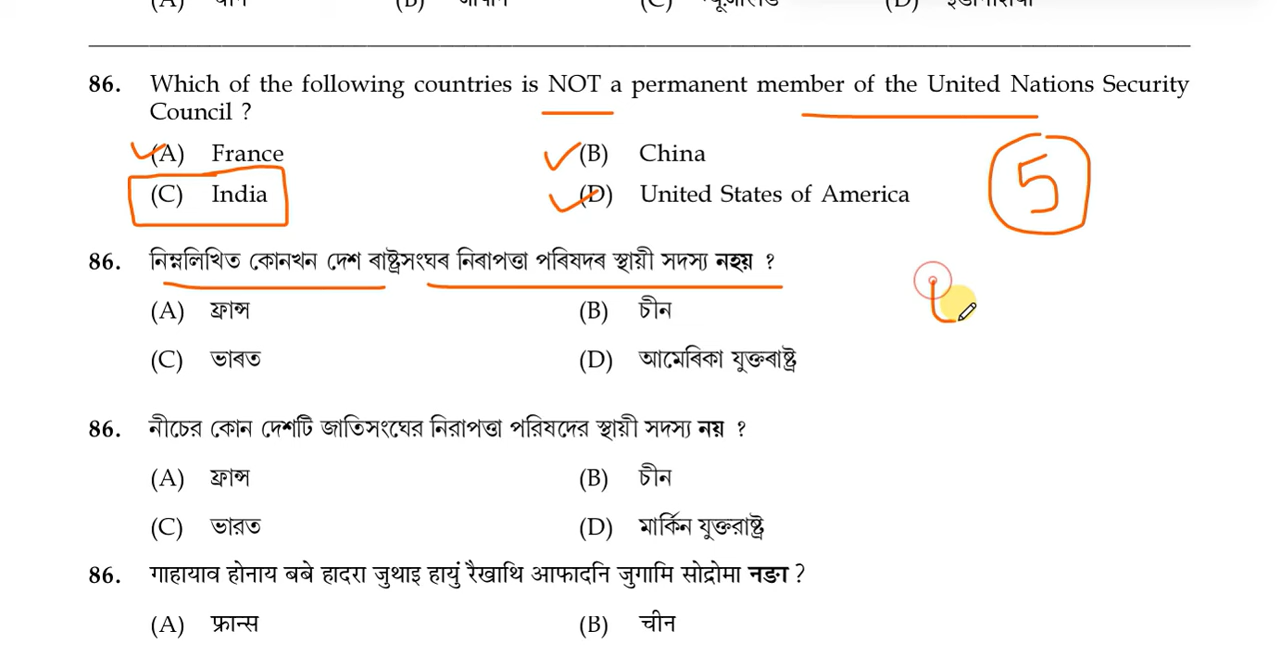 86. Which of the following countries is NOT a permanent member of the United Nations Security
Council ?
(A) France (B) China
(C) India (D) United States of America
5
86. নিম্নলিখিত কোনখন দেশ ৰাষ্ট্ৰসংঘৰ নিৰাপত্তা পৰিষদৰ স্থায়ী সদস্য নহয় ?
(A) ফ্ৰান্স (B) চীন
(C) ভাৰত (D) আমেৰিকা যুক্তৰাষ্ট্ৰ
86. নীচের কোন দেশটি জাতিসংঘের নিরাপত্তা পরিষদের স্থায়ী সদস্য নয় ?
(A) ফ্রান্স (B) চীন
(C) ভারত (D) মার্কিন যুক্তরাষ্ট্র
86. गाहायाव होनाय बबे हादरा जुथाइ हायुं रैखाथि आफादनि जुगामि सोद्रोमा नङा ?
(A) फ्रान्स (B) चीन